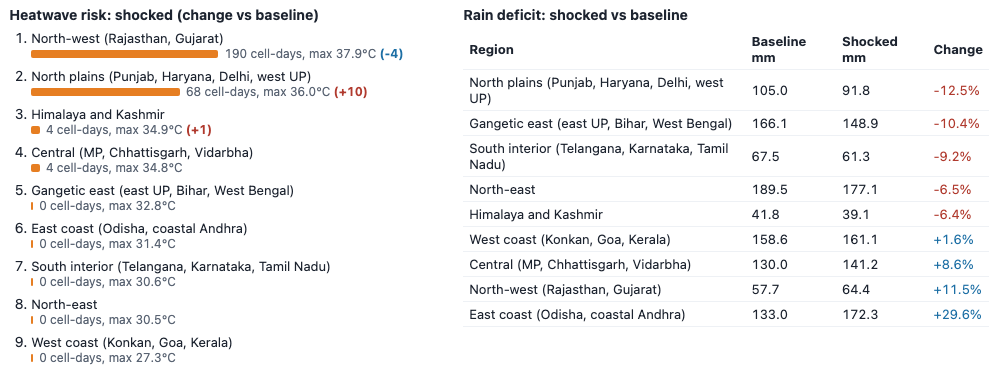 Heatwave risk: shocked (change vs baseline)
1. North-west (Rajasthan, Gujarat)
190 cell-days, max 37.9°C (-4)
2. North plains (Punjab, Haryana, Delhi, west UP)
68 cell-days, max 36.0°C (+10)
3. Himalaya and Kashmir
4 cell-days, max 34.9°C (+1)
4. Central (MP, Chhattisgarh, Vidarbha)
4 cell-days, max 34.8°C
5. Gangetic east (east UP, Bihar, West Bengal)
0 cell-days, max 32.8°C
6. East coast (Odisha, coastal Andhra)
0 cell-days, max 31.4°C
7. South interior (Telangana, Karnataka, Tamil Nadu)
0 cell-days, max 30.6°C
8. North-east
0 cell-days, max 30.5°C
9. West coast (Konkan, Goa, Kerala)
0 cell-days, max 27.3°C
Rain deficit: shocked vs baseline
Region Baseline mm Shocked mm Change
North plains (Punjab, Haryana, Delhi, west UP) 105.0 91.8 -12.5%
Gangetic east (east UP, Bihar, West Bengal) 166.1 148.9 -10.4%
South interior (Telangana, Karnataka, Tamil Nadu) 67.5 61.3 -9.2%
North-east 189.5 177.1 -6.5%
Himalaya and Kashmir 41.8 39.1 -6.4%
West coast (Konkan, Goa, Kerala) 158.6 161.1 +1.6%
Central (MP, Chhattisgarh, Vidarbha) 130.0 141.2 +8.6%
North-west (Rajasthan, Gujarat) 57.7 64.4 +11.5%
East coast (Odisha, coastal Andhra) 133.0 172.3 +29.6%